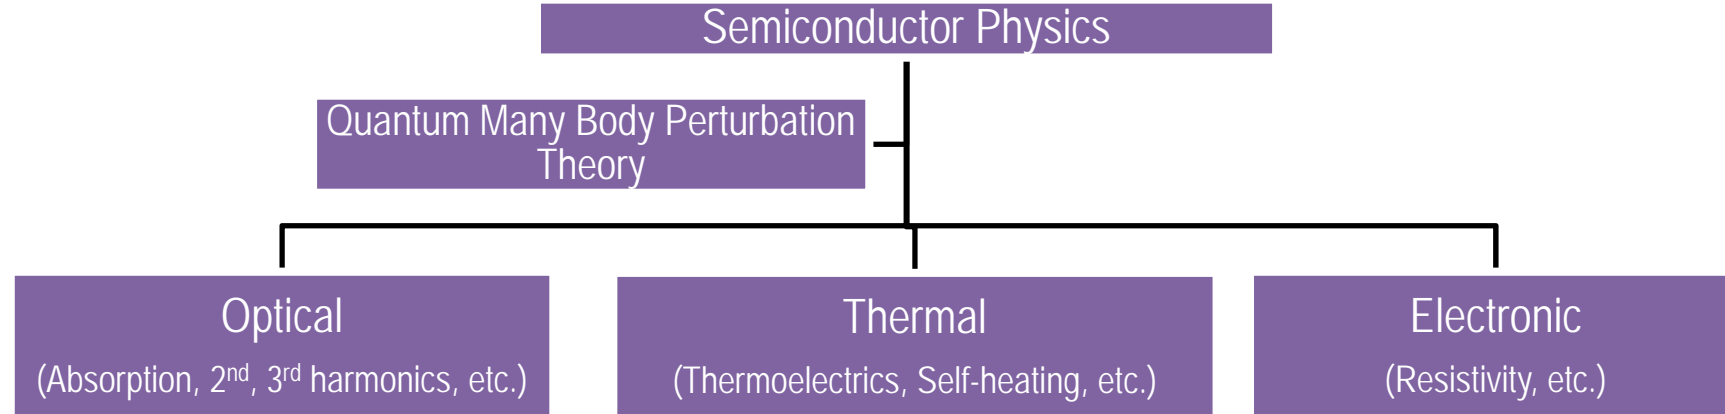 Semiconductor Physics
Quantum Many Body Perturbation
Theory
Optical
(Absorption, 2nd, 3rd harmonics, etc.)
Thermal
(Thermoelectrics, Self-heating, etc.)
Electronic
(Resistivity, etc.)